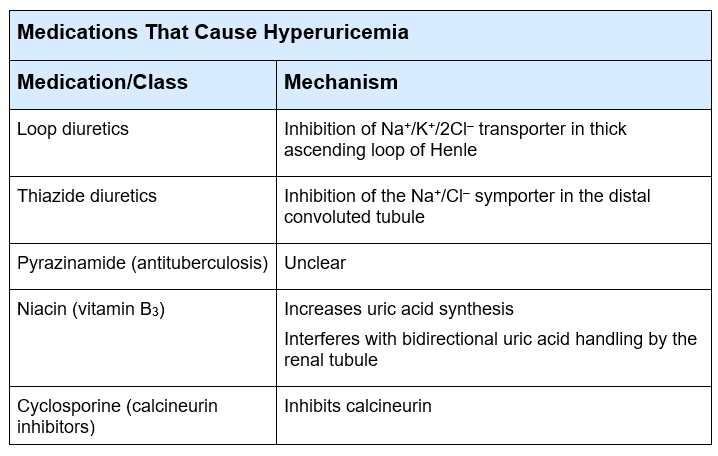 Medications That Cause Hyperuricemia
Medication/Class
Mechanism
Loop diuretics
Inhibition of Na⁺/K⁺/2Cl⁻ transporter in thick
ascending loop of Henle
Thiazide diuretics
Inhibition of the Na⁺/Cl⁻ symporter in the distal
convoluted tubule
Pyrazinamide (antituberculosis)
Unclear
Niacin (vitamin B₃)
Increases uric acid synthesis
Interferes with bidirectional uric acid handling by the
renal tubule
Cyclosporine (calcineurin
inhibitors)
Inhibits calcineurin